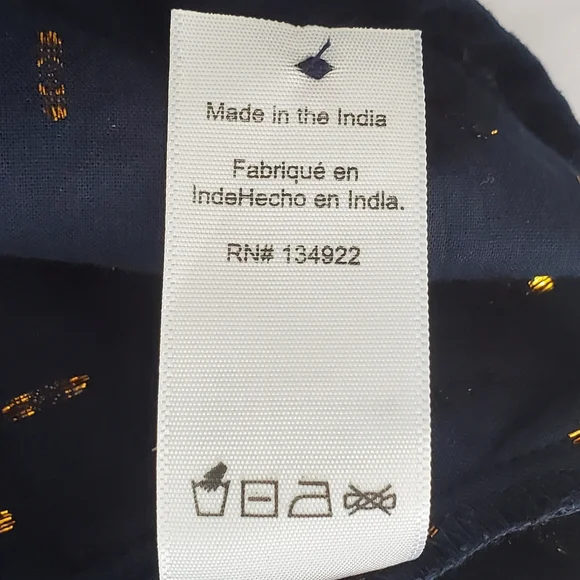 Made in the India
Fabriqué en
IndeHecho en India.
RN# 134922